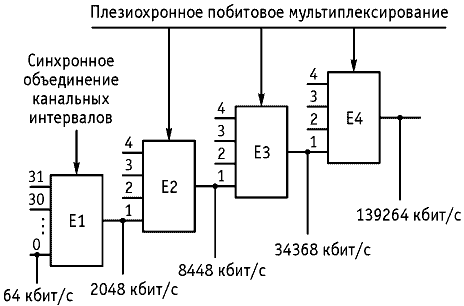 Плезиохронное побитовое мультиплексирование
Синхронное
объединение
канальных
интервалов
31
30
0
E1
64 кбит/с
4
3
2
1
E2
2048 кбит/с
4
3
2
1
E3
8448 кбит/с
4
3
2
1
E4
34368 кбит/с
139264 кбит/с